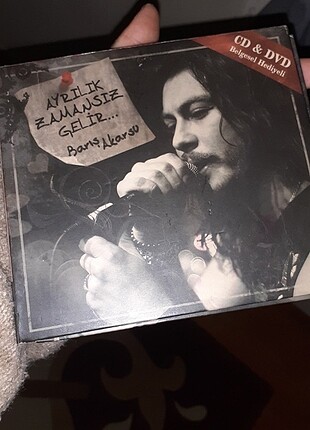 CD & DVD
Belgesel Hediyeli
AYRILIK
ZAMANSIZ
GELİR...
Barış Akarsu